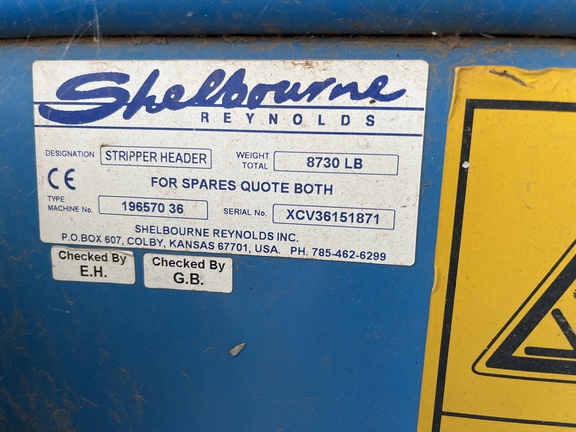 Shelbourne
REYNOLDS
DESIGNATION STRIPPER HEADER WEIGHT TOTAL 8730 LB
CE FOR SPARES QUOTE BOTH
TYPE MACHINE No. 196570 36 SERIAL No. XCV36151871
SHELBOURNE REYNOLDS INC.
P.O.BOX 607, COLBY, KANSAS 67701, USA. PH. 785-462-6299
Checked By
E.H.
Checked By
G.B.